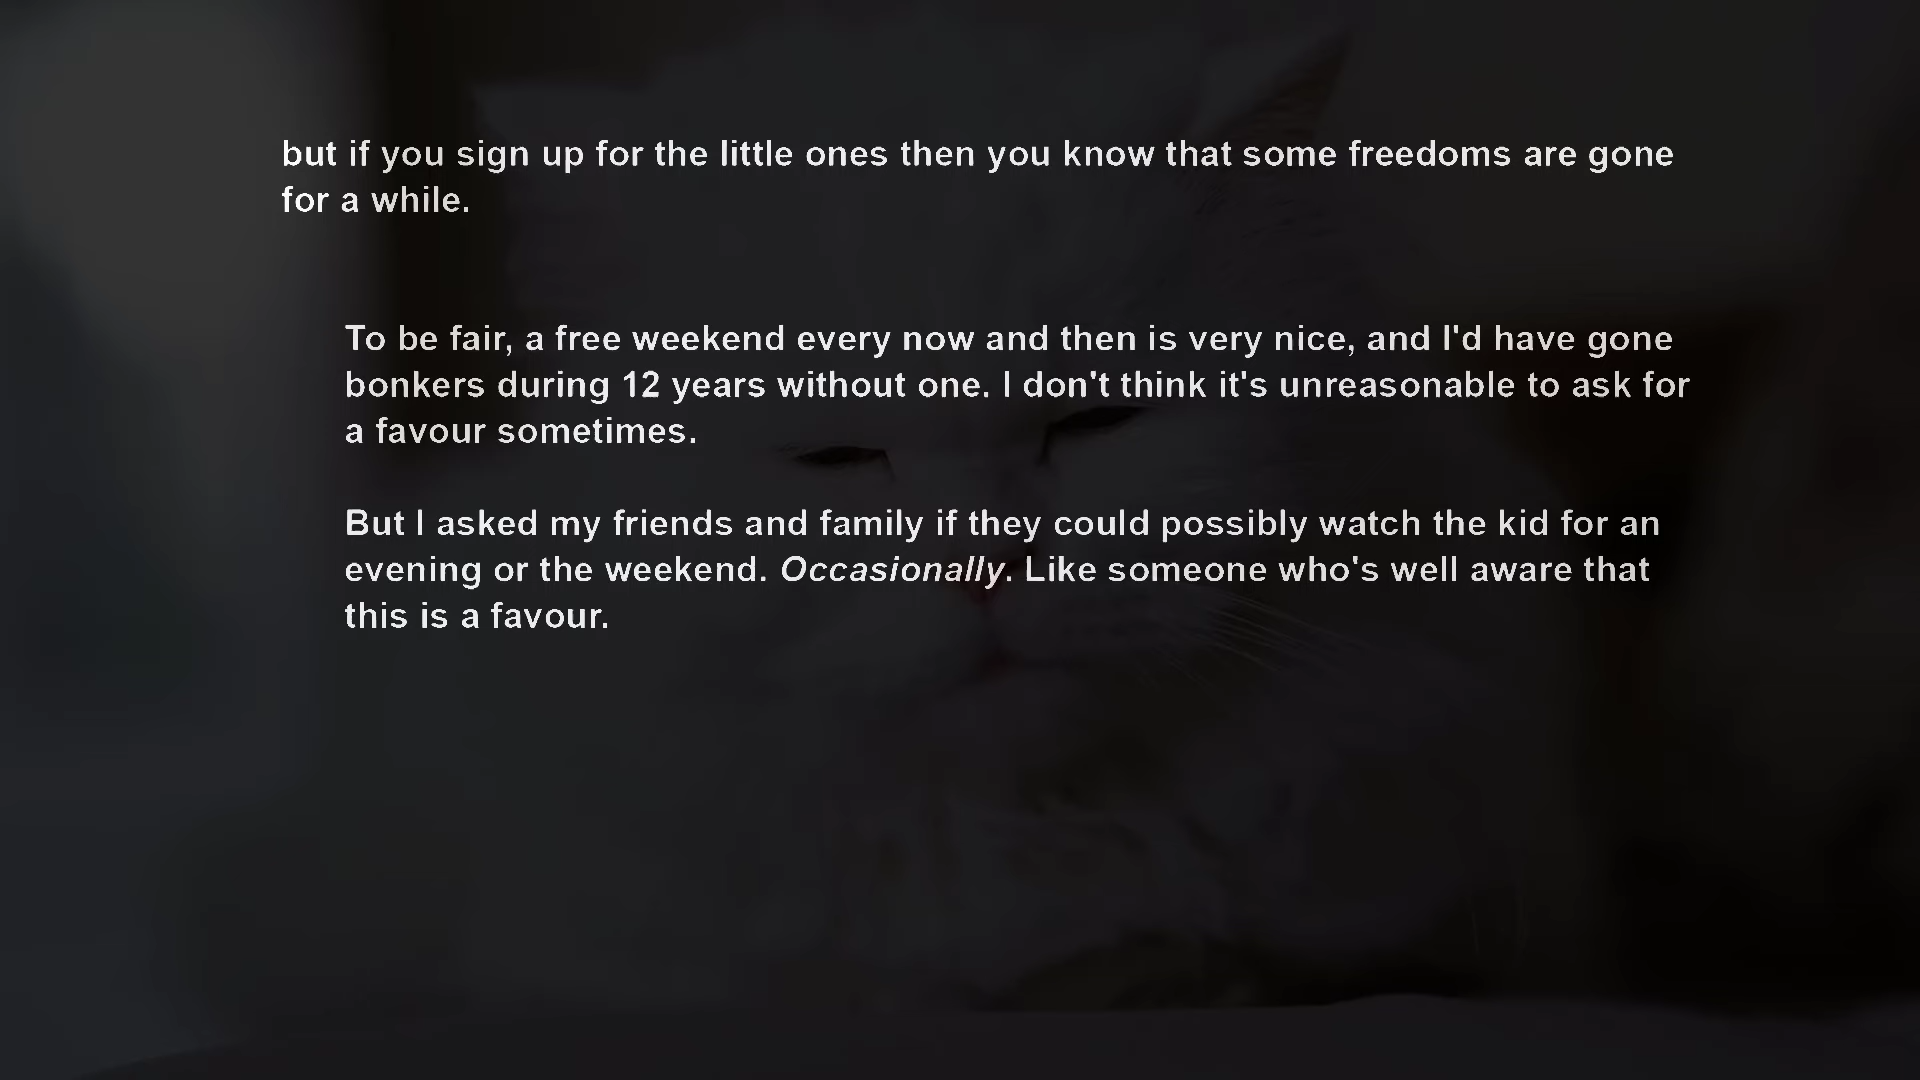 but if you sign up for the little ones then you know that some freedoms are gone
for a while.
To be fair, a free weekend every now and then is very nice, and I'd have gone
bonkers during 12 years without one. I don't think it's unreasonable to ask for
a favour sometimes.
But I asked my friends and family if they could possibly watch the kid for an
evening or the weekend. Occasionally. Like someone who's well aware that
this is a favour.